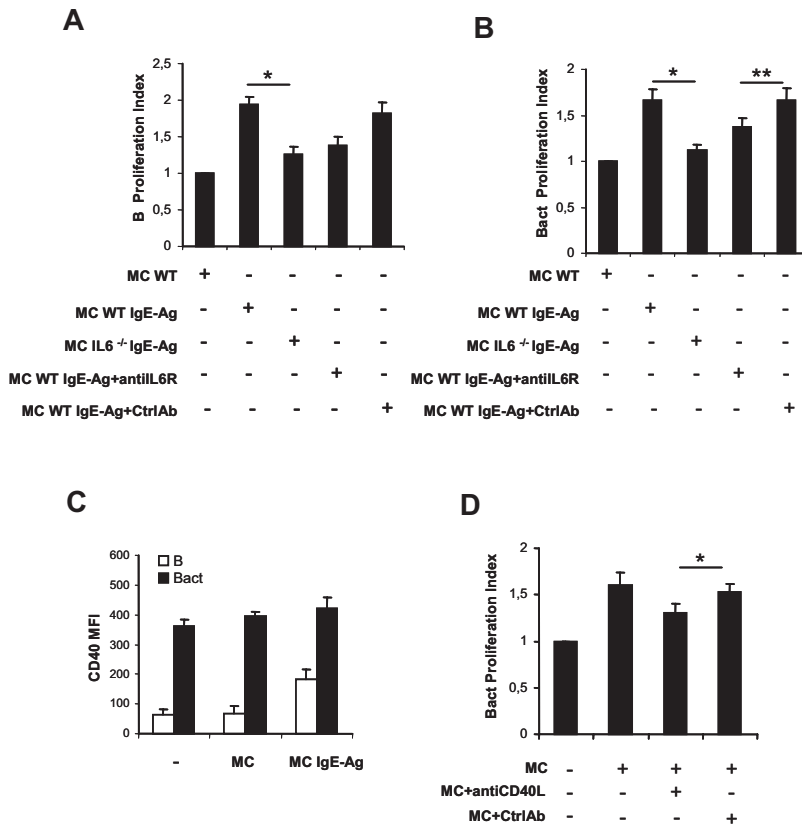 A
B Proliferation Index
2,5
2
1,5
1
0,5
0
*
MC WT + - - - -
MC WT IgE-Ag - + - - -
MC IL6 -/- IgE-Ag - - + - -
MC WT IgE-Ag+antiIL6R - - - + -
MC WT IgE-Ag+CtrlAb - - - - +
B
Bact Proliferation Index
2
1,5
1
0,5
0
*
**
MC WT + - - - -
MC WT IgE-Ag - + - - -
MC IL6 -/- IgE-Ag - - + - -
MC WT IgE-Ag+antiIL6R - - - + -
MC WT IgE-Ag+CtrlAb - - - - +
C
CD40 MFI
600
500
400
300
200
100
0
B
Bact
- MC MC IgE-Ag
D
Bact Proliferation Index
2
1,5
1
0,5
0
*
MC - + + +
MC+antiCD40L - - + -
MC+CtrlAb - - - +